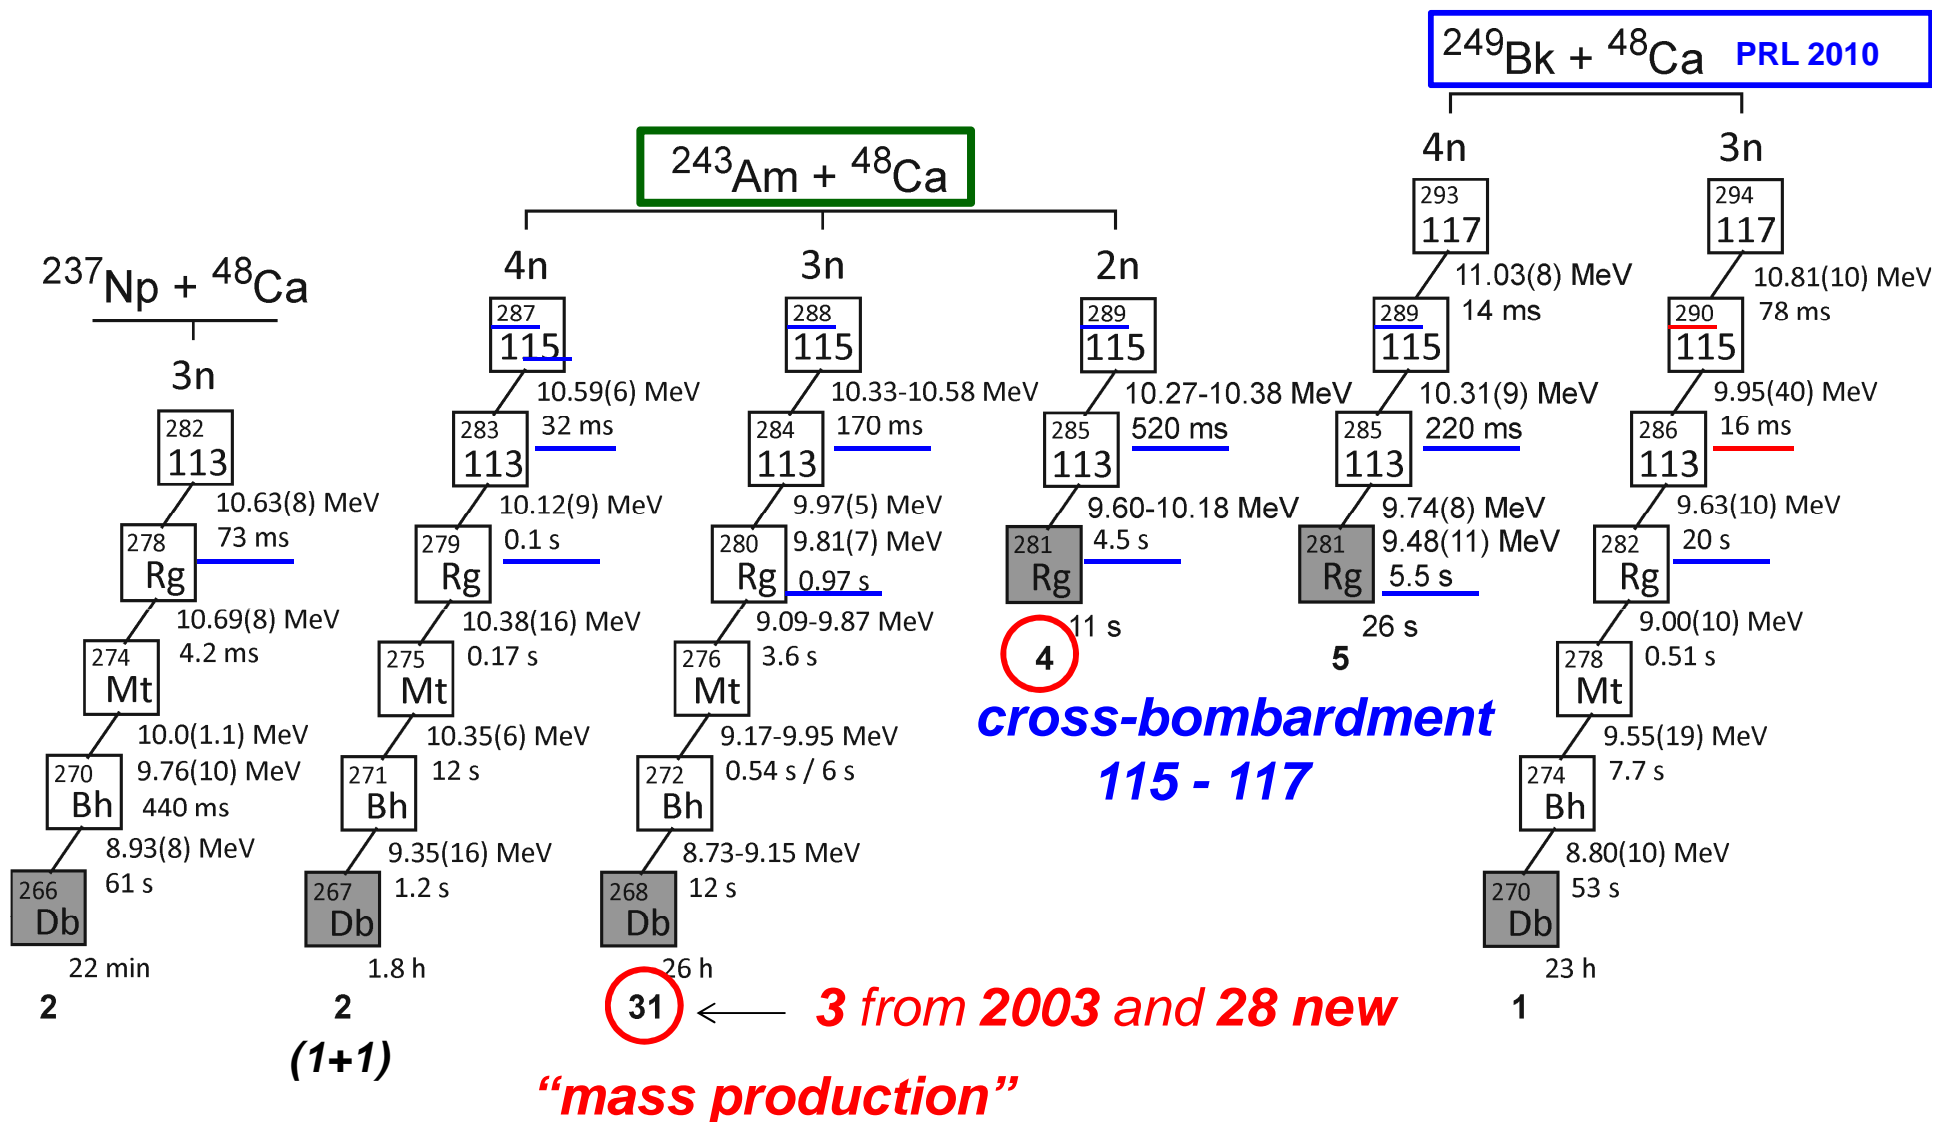 237Np + 48Ca
3n
282
113
10.63(8) MeV
73 ms
278
Rg
10.69(8) MeV
4.2 ms
274
Mt
10.0(1.1) MeV
9.76(10) MeV
440 ms
270
Bh
8.93(8) MeV
61 s
266
Db
22 min
2
243Am + 48Ca
4n
287
115
10.59(6) MeV
32 ms
283
113
10.12(9) MeV
0.1 s
279
Rg
10.38(16) MeV
0.17 s
275
Mt
10.35(6) MeV
12 s
271
Bh
9.35(16) MeV
1.2 s
267
Db
1.8 h
2
(1+1)
3n
288
115
10.33-10.58 MeV
170 ms
284
113
9.97(5) MeV
9.81(7) MeV
0.97 s
280
Rg
9.09-9.87 MeV
3.6 s
276
Mt
9.17-9.95 MeV
0.54 s / 6 s
272
Bh
8.73-9.15 MeV
12 s
268
Db
26 h
31
3 from 2003 and 28 new
“mass production”
2n
289
115
10.27-10.38 MeV
520 ms
285
113
9.60-10.18 MeV
4.5 s
281
Rg
11 s
4
cross-bombardment
115 - 117
249Bk + 48Ca PRL 2010
4n
293
117
11.03(8) MeV
14 ms
289
115
10.31(9) MeV
220 ms
285
113
9.74(8) MeV
9.48(11) MeV
5.5 s
281
Rg
26 s
5
3n
294
117
10.81(10) MeV
78 ms
290
115
9.95(40) MeV
16 ms
286
113
9.63(10) MeV
20 s
282
Rg
9.00(10) MeV
0.51 s
278
Mt
9.55(19) MeV
7.7 s
274
Bh
8.80(10) MeV
53 s
270
Db
23 h
1